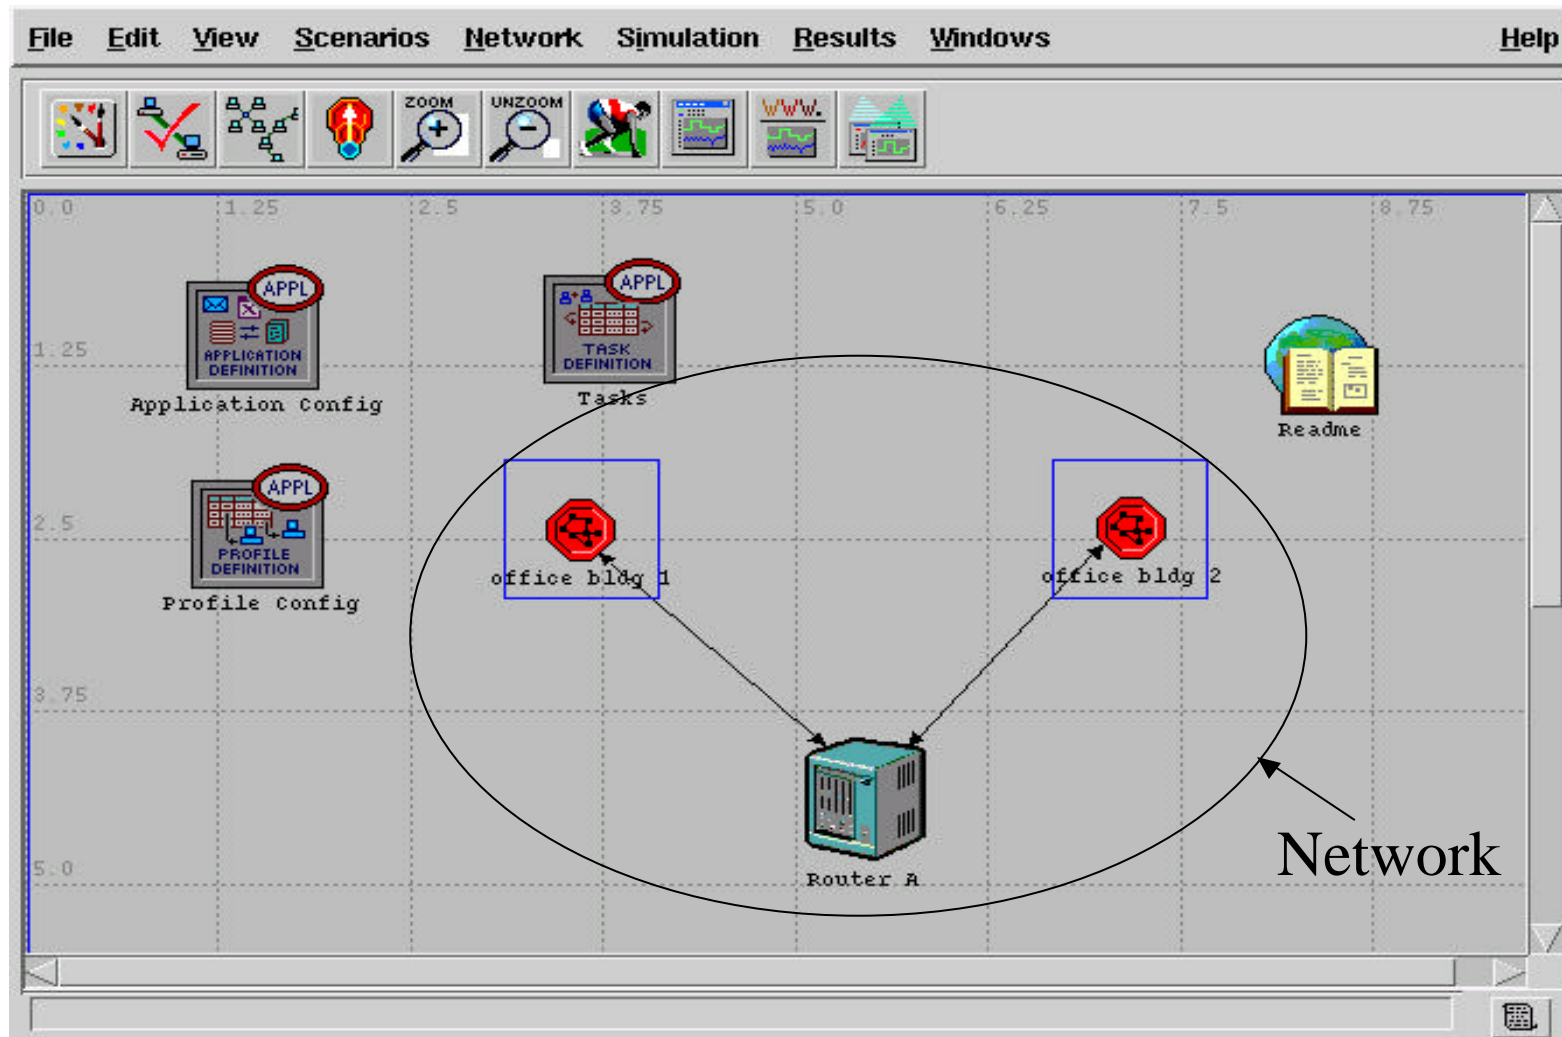 File Edit View Scenarios Network Simulation Results Windows Help
ZOOM UNZOOM
0.0 1.25 2.5 3.75 5.0 6.25 7.5 8.75
APPL
APPLICATION
DEFINITION
Application Config
APPL
TASK
DEFINITION
Tasks
Readme
1.25
APPL
PROFILE
DEFINITION
Profile Config
2.5
office bldg 1
office bldg 2
3.75
Router A
Network
5.0